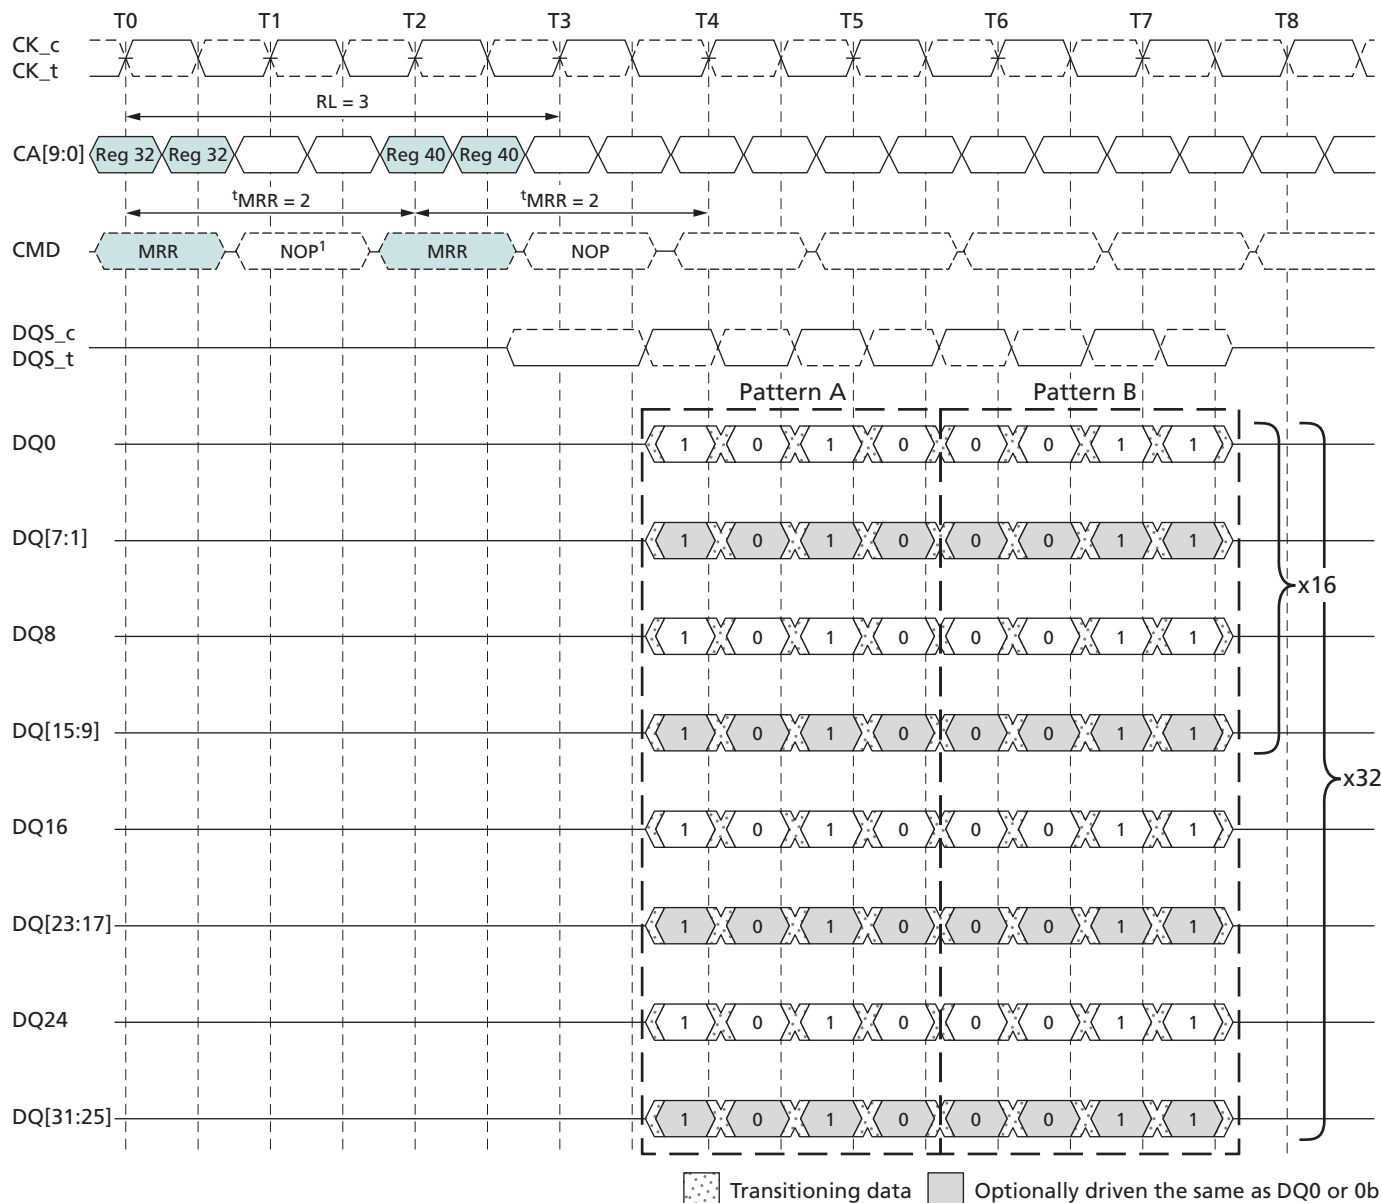 T0 T1 T2 T3 T4 T5 T6 T7 T8
CK_c
CK_t
RL = 3
CA[9:0] Reg 32 Reg 32 Reg 40 Reg 40
tMRR = 2 tMRR = 2
CMD MRR NOP1 MRR NOP
DQS_c
DQS_t
Pattern A Pattern B
DQ0 1 0 1 0 0 0 1 1
DQ[7:1] 1 0 1 0 0 0 1 1
x16
DQ8 1 0 1 0 0 0 1 1
DQ[15:9] 1 0 1 0 0 0 1 1
x32
DQ16 1 0 1 0 0 0 1 1
DQ[23:17] 1 0 1 0 0 0 1 1
DQ24 1 0 1 0 0 0 1 1
DQ[31:25] 1 0 1 0 0 0 1 1
Transitioning data Optionally driven the same as DQ0 or 0b